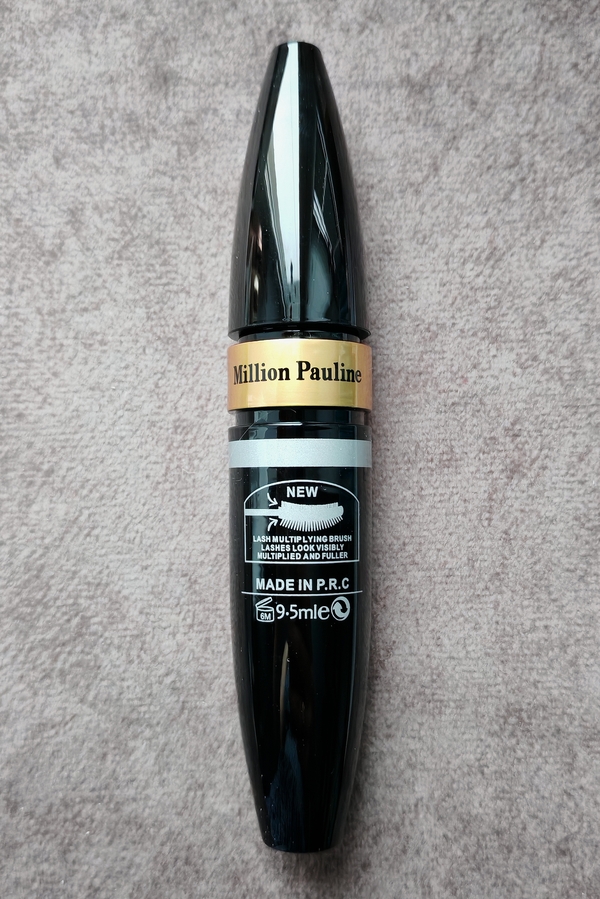 Million Pauline
NEW
LASH MULTIPLYING BRUSH
LASHES LOOK VISIBLY
MULTIPLIED AND FULLER
MADE IN P.R.C
6M 9.5ml e